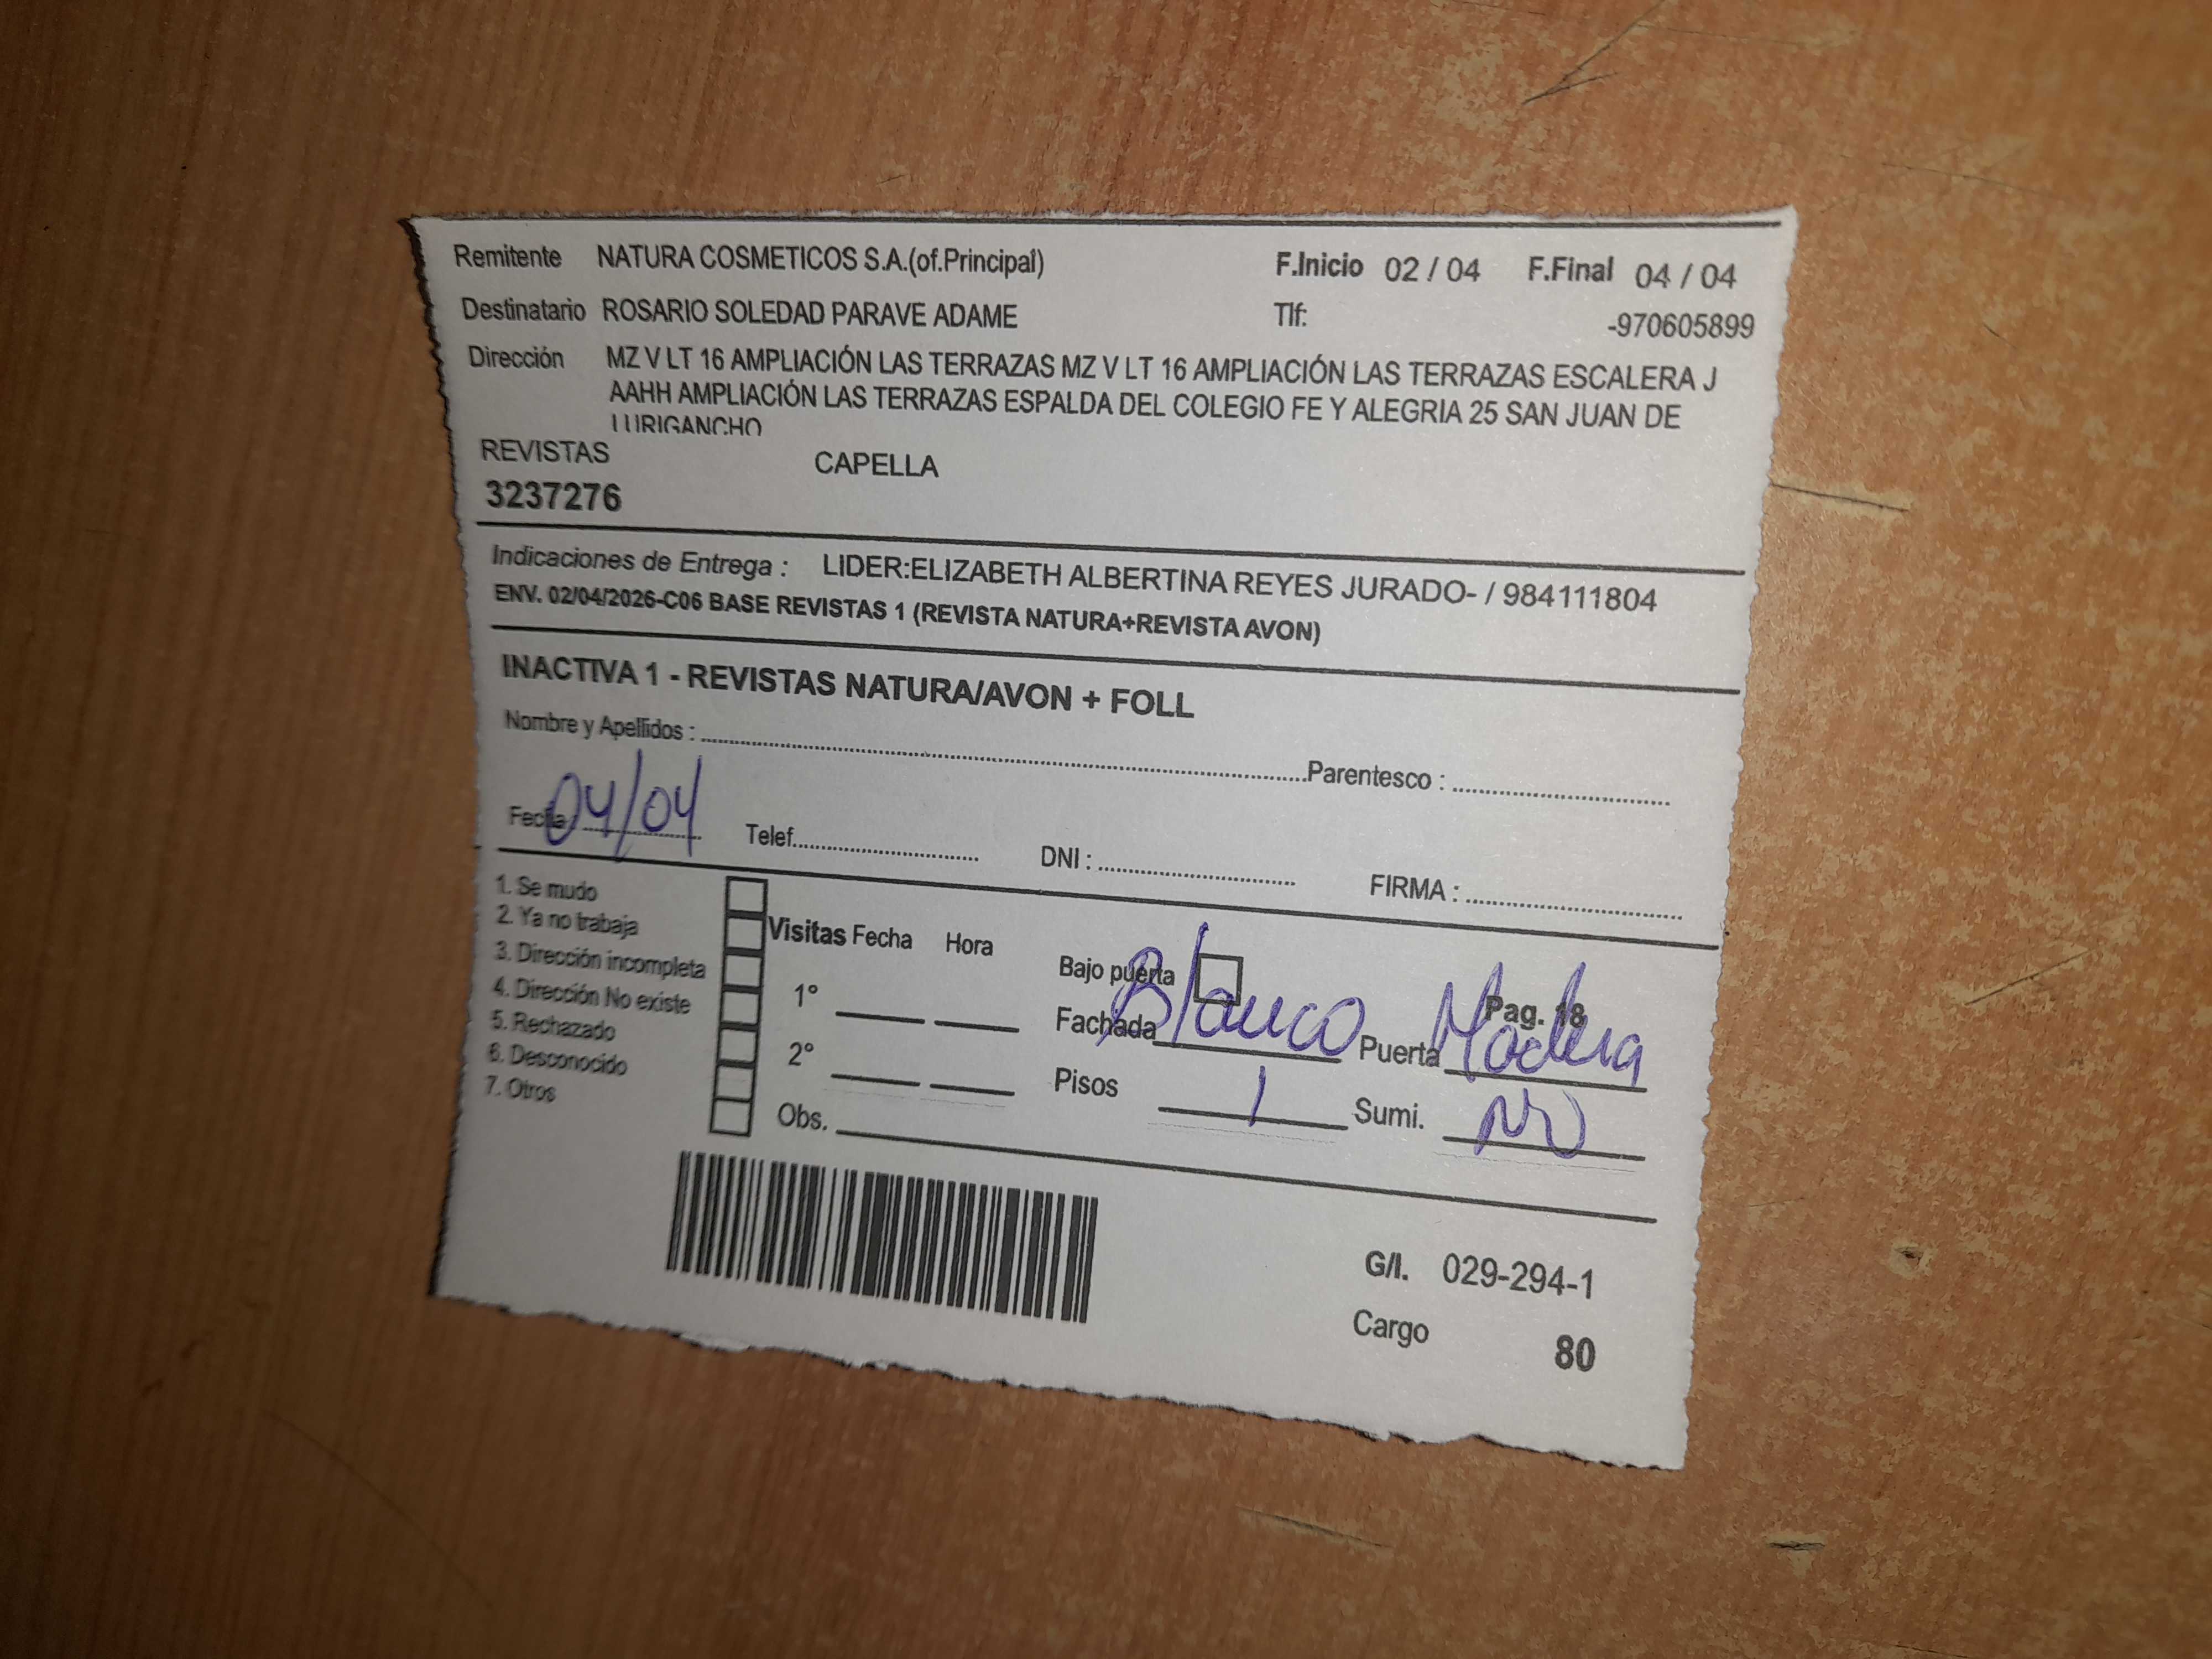 Remitente NATURA COSMETICOS S.A.(of.Principal) F.Inicio 02 / 04 F.Final 04 / 04
Destinatario ROSARIO SOLEDAD PARAVE ADAME Tlf: -970605899
Dirección MZ V LT 16 AMPLIACIÓN LAS TERRAZAS MZ V LT 16 AMPLIACIÓN LAS TERRAZAS ESCALERA J
AAHH AMPLIACIÓN LAS TERRAZAS ESPALDA DEL COLEGIO FE Y ALEGRIA 25 SAN JUAN DE
LURIGANCHO
REVISTAS CAPELLA
3237276
Indicaciones de Entrega : LIDER:ELIZABETH ALBERTINA REYES JURADO- / 984111804
ENV. 02/04/2026-C06 BASE REVISTAS 1 (REVISTA NATURA+REVISTA AVON)
INACTIVA 1 - REVISTAS NATURA/AVON + FOLL
Nombre y Apellidos : Parentesco :
Fecha 04/04 Telef. DNI : FIRMA :
1. Se mudo
2. Ya no trabaja
3. Dirección incompleta
4. Dirección No existe
5. Rechazado
6. Desconocido
7. Otros
Visitas Fecha Hora
1°
2°
Obs.
Bajo puerta Pag. 18
Fachada Blanco Puerta Madera
Pisos 1 Sumi. NO
G/I. 029-294-1
Cargo 80